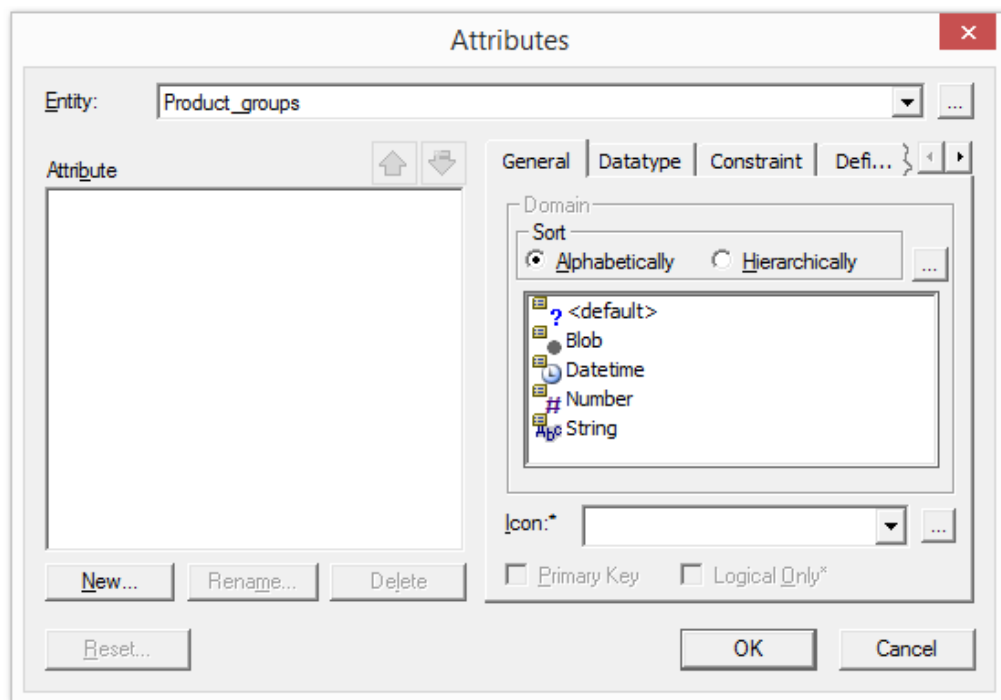 Attributes
Entity:
Product_groups
...
Attribute
General
Datatype
Constraint
Defi...
Domain
Sort
Alphabetically
Hierarchically
...
? <default>
Blob
Datetime
# Number
Abc String
Icon:*
...
New...
Rename...
Delete
Primary Key
Logical Only*
Reset...
OK
Cancel